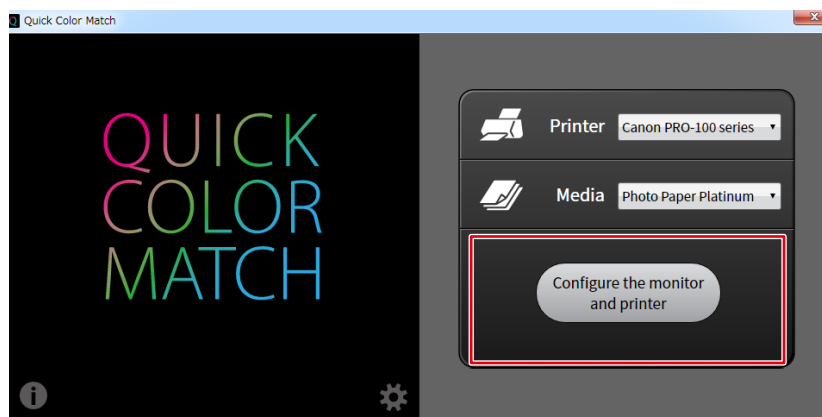 Quick Color Match
QUICK
COLOR
MATCH
Printer Canon PRO-100 series
Media Photo Paper Platinum
Configure the monitor
and printer